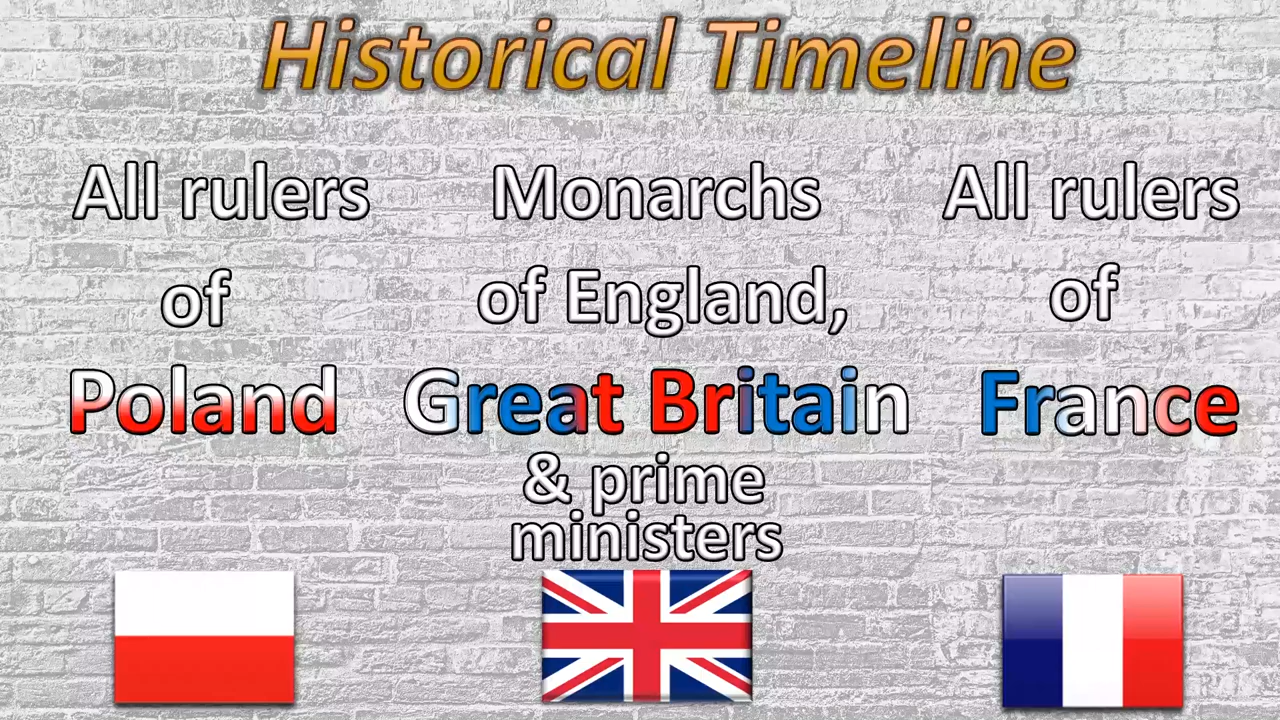 Historical Timeline
All rulers
of
Poland
Monarchs
of England,
Great Britain
& prime
ministers
All rulers
of
France